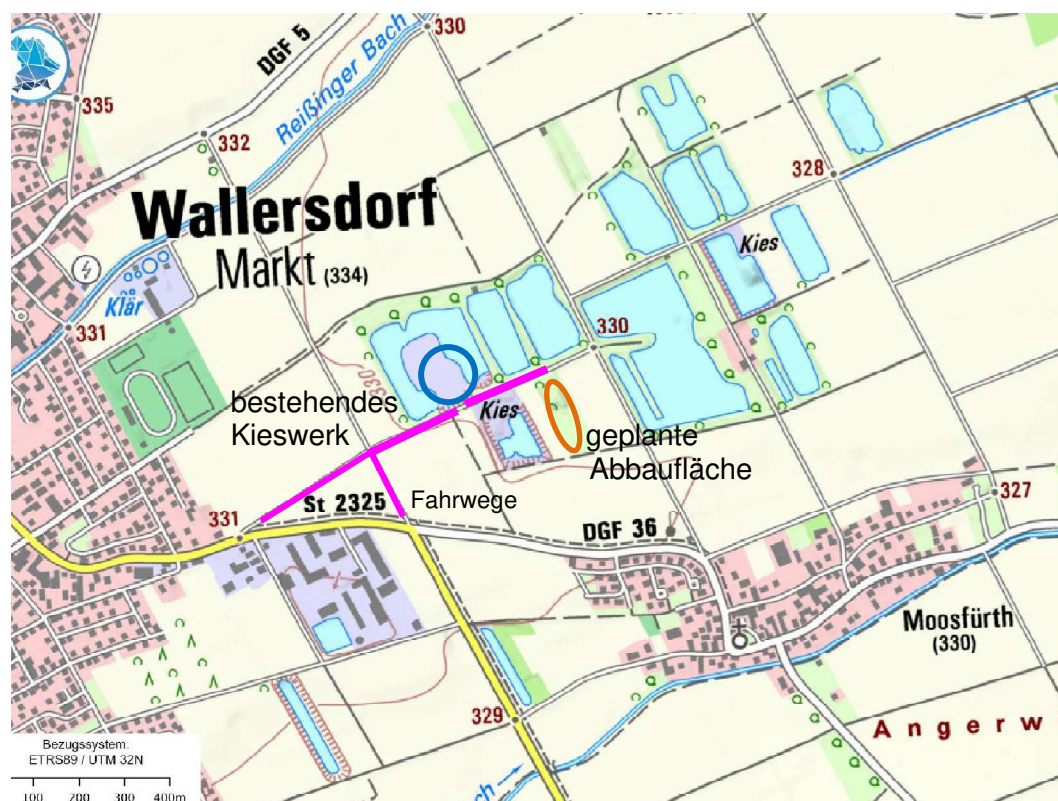 330
DGF 5
Reißinger Bach
335
332
328
Wallersdorf
Markt (334)
Kies
Klär
331
330
330
bestehendes
Kieswerk
Kies
geplante
Abbaufläche
Fahrwege
St 2325
331
DGF 36
327
Moosfürth
(330)
329
Angerw
Bezugssystem:
ETRS89 / UTM 32N
100 200 300 400m